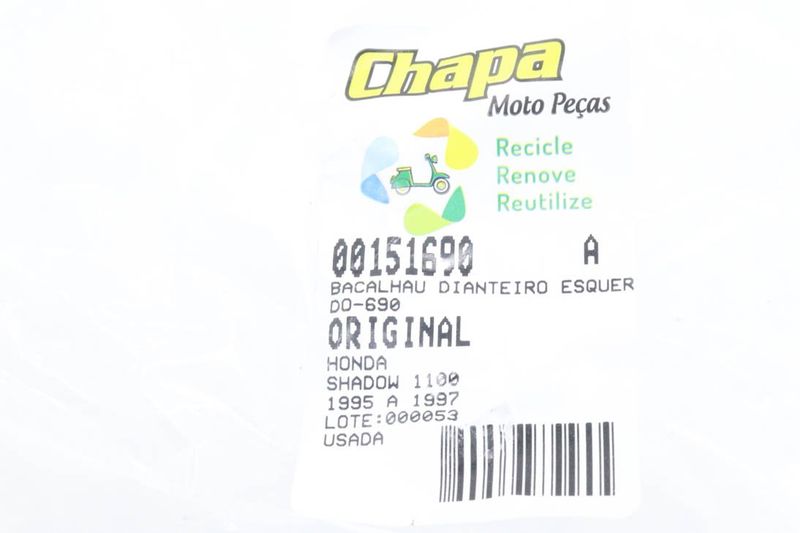 Chapa
Moto Peças
Recicle
Renove
Reutilize
00151690 A
BACALHAU DIANTEIRO ESQUER
DO-690
ORIGINAL
HONDA
SHADOW 1100
1995 A 1997
LOTE:000053
USADA